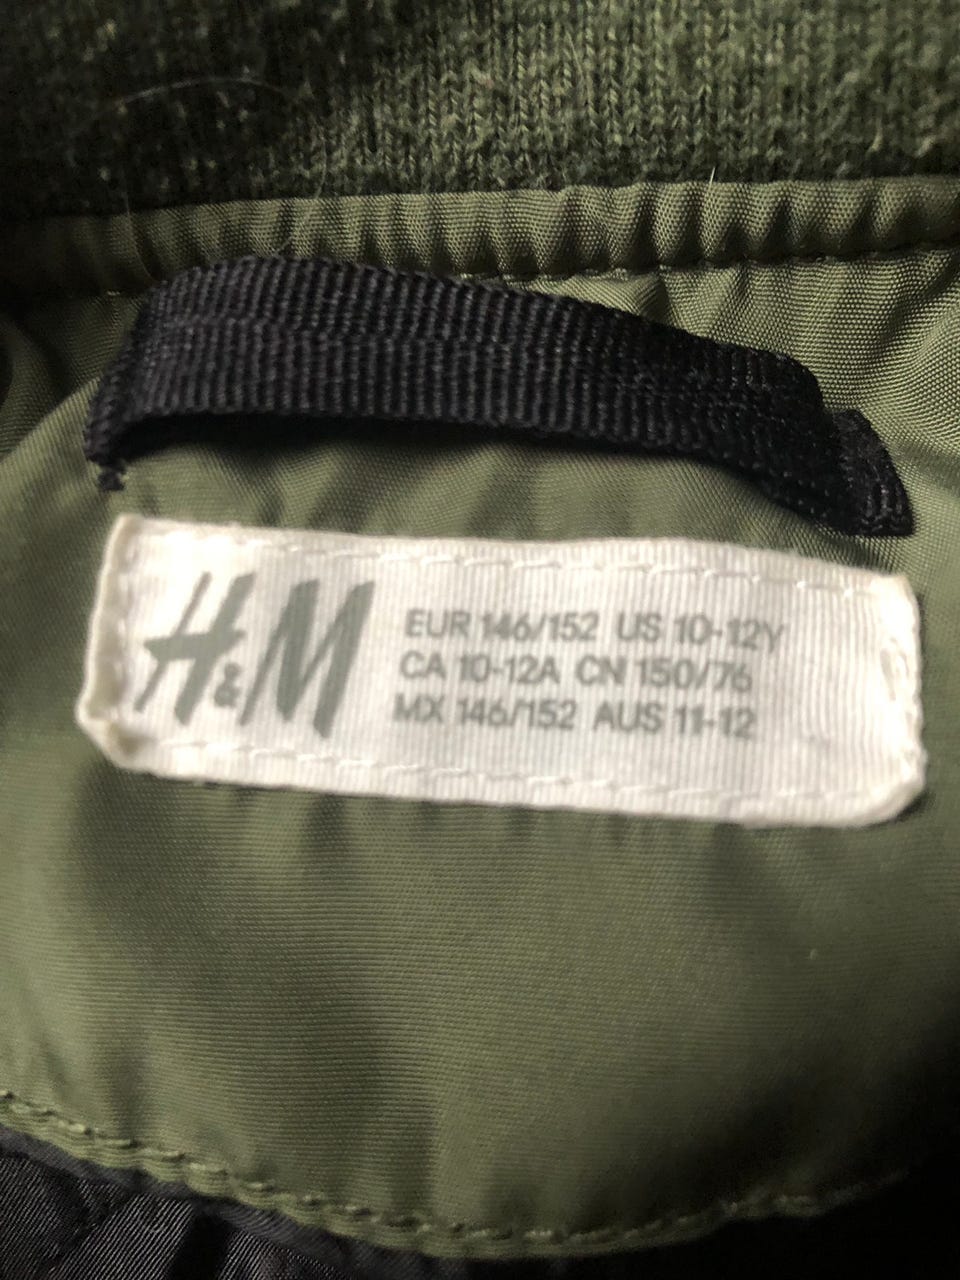 H&M
EUR 146/152 US 10-12Y
CA 10-12A CN 150/76
MX 146/152 AUS 11-12